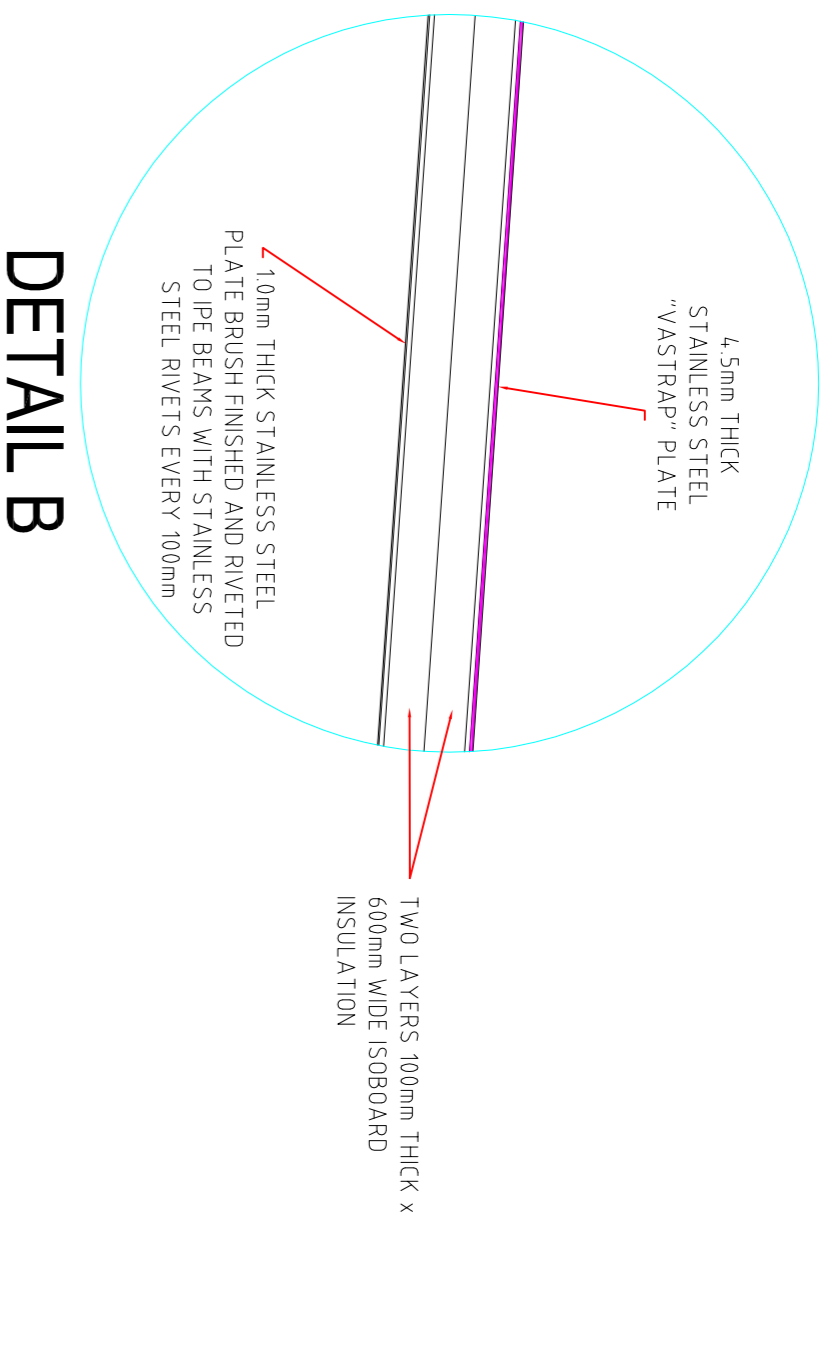 4.5mm THICK
STAINLESS STEEL
"VASTRAP" PLATE
1.0mm THICK STAINLESS STEEL
PLATE BRUSH FINISHED AND RIVETED
TO IPE BEAMS WITH STAINLESS
STEEL RIVETS EVERY 100mm
TWO LAYERS 100mm THICK x
600mm WIDE ISOBOARD
INSULATION
DETAIL B